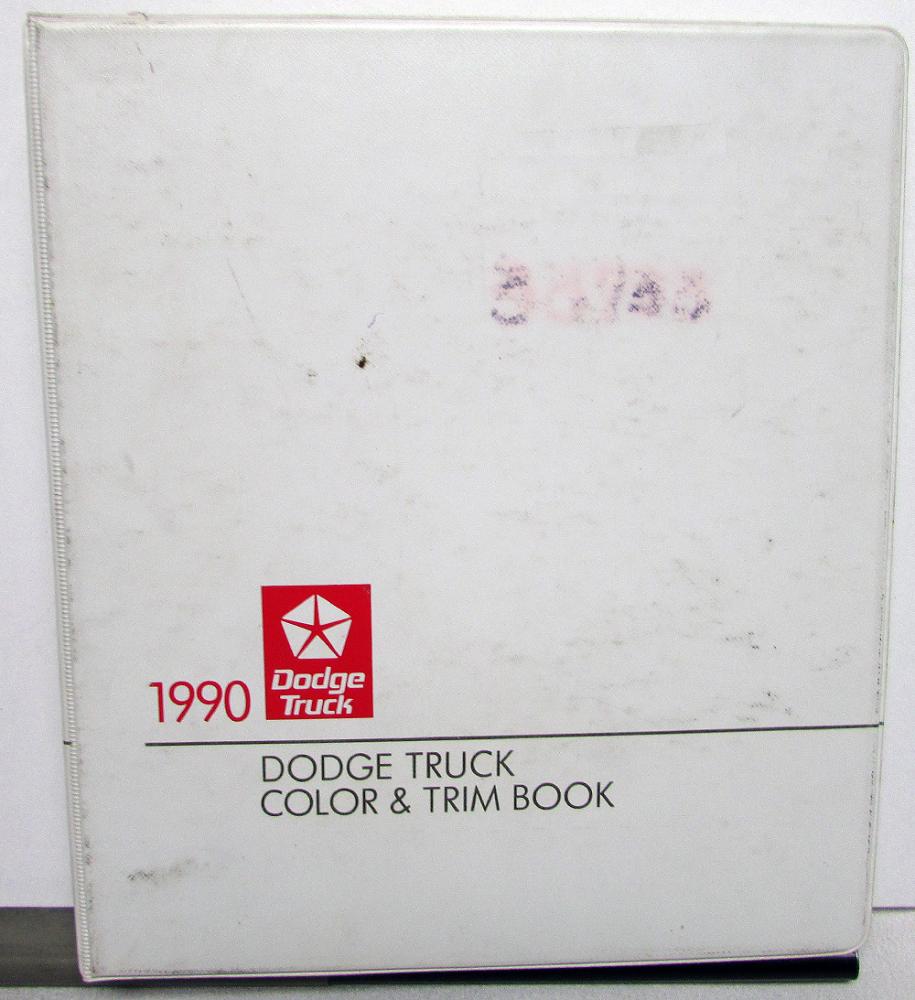 1990
Dodge
Truck
DODGE TRUCK
COLOR & TRIM BOOK